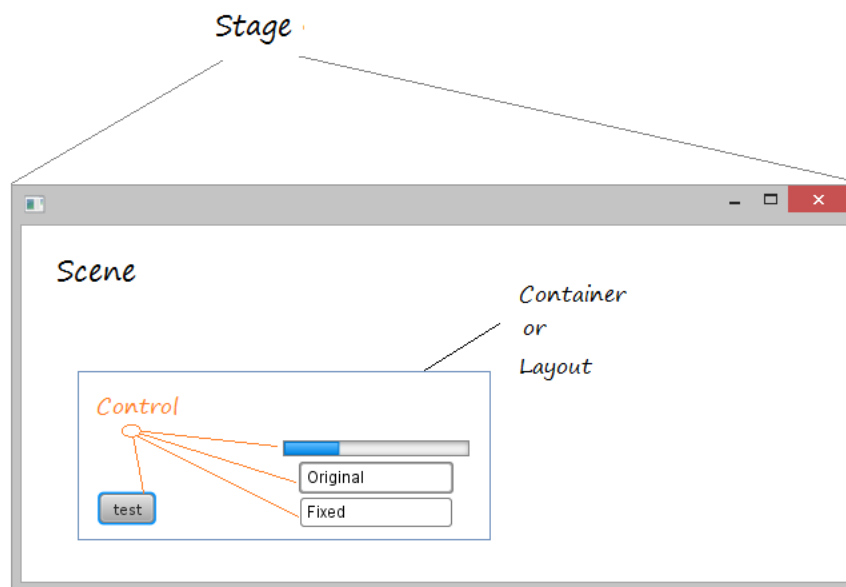 Stage
Scene
Container
or
Layout
Control
Original
test
Fixed